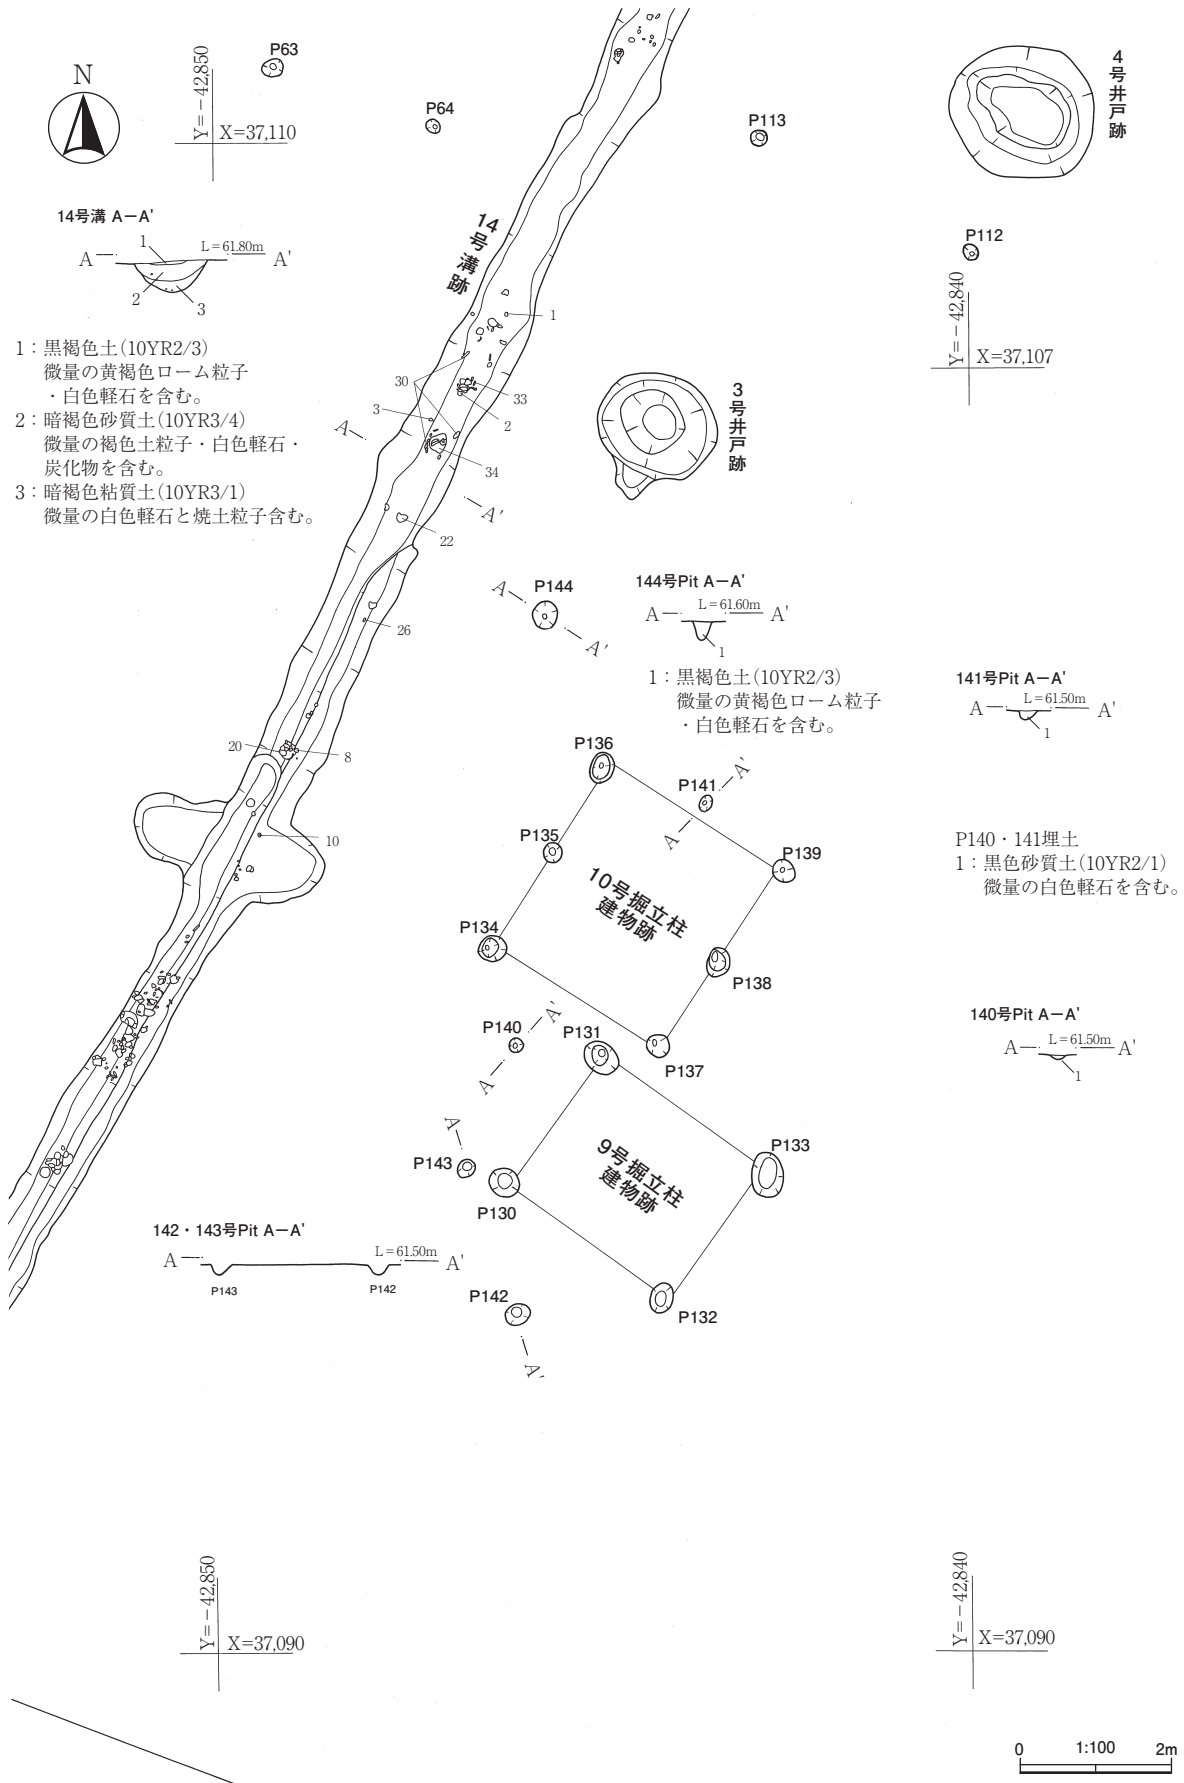 P63
N
Y=−42,850
X=37,110
P64
P113
4号井戸跡
14号溝 A−A'
1
L=61.80m
A
A'
2
3
14号溝跡
P112
Y=−42,840
X=37,107
1：黒褐色土(10YR2/3)
微量の黄褐色ローム粒子
・白色軽石を含む。
2：暗褐色砂質土(10YR3/4)
微量の褐色土粒子・白色軽石・
炭化物を含む。
3：暗褐色粘質土(10YR3/1)
微量の白色軽石と焼土粒子含む。
1
30
33
3
2
A
34
A'
22
26
3号井戸跡
A
P144
A'
144号Pit A−A'
A
L=61.60m
A'
1
1：黒褐色土(10YR2/3)
微量の黄褐色ローム粒子
・白色軽石を含む。
141号Pit A−A'
A
L=61.50m
A'
1
20
8
10
P136
P141
A'
A
P135
P139
10号掘立柱
建物跡
P134
P138
P140・141埋土
1：黒色砂質土(10YR2/1)
微量の白色軽石を含む。
P140
A'
A
P131
P137
140号Pit A−A'
A
L=61.50m
A'
1
A
P143
P130
9号掘立柱
建物跡
P133
P132
142・143号Pit A−A'
A
L=61.50m
A'
P143
P142
P142
A'
Y=−42,850
X=37,090
Y=−42,840
X=37,090
0
1:100
2m